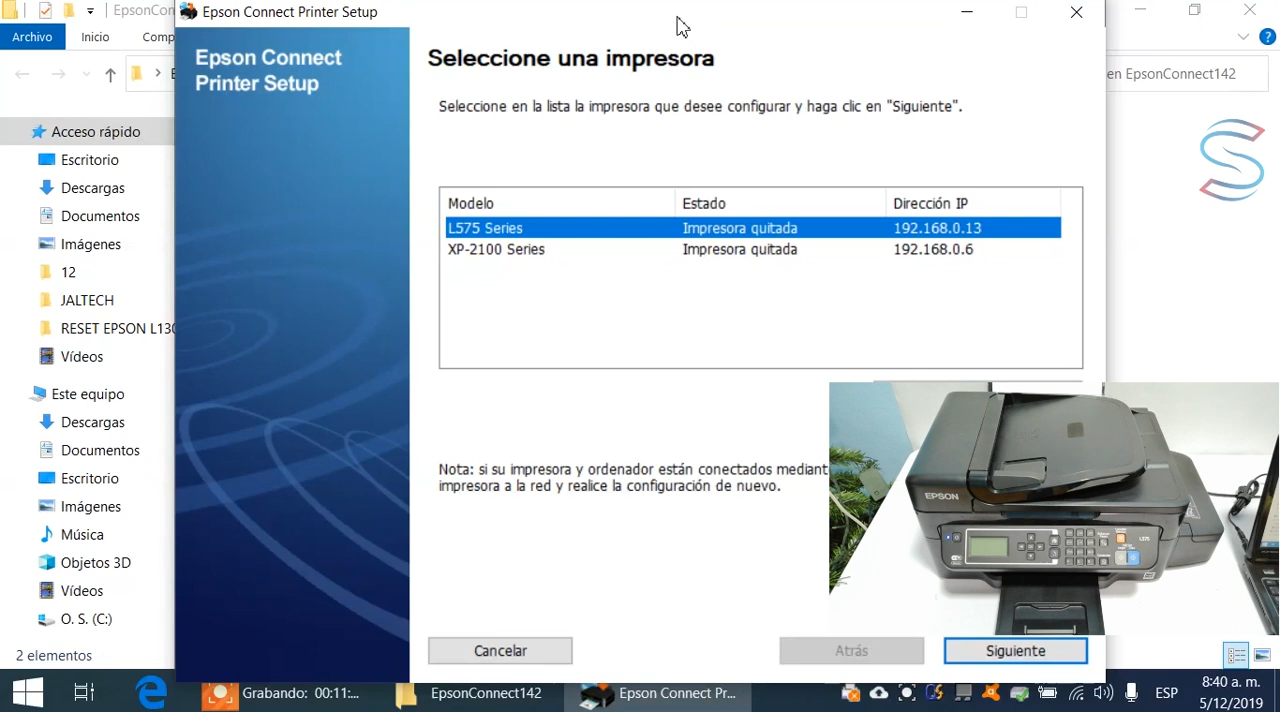 EpsonCon
Epson Connect Printer Setup
Archivo
Inicio
Comp
E
en EpsonConnect142
Acceso rápido
Escritorio
Descargas
Documentos
Imágenes
12
JALTECH
RESET EPSON L130
Vídeos
Este equipo
Descargas
Documentos
Escritorio
Imágenes
Música
Objetos 3D
Vídeos
O. S. (C:)
2 elementos
Epson Connect
Printer Setup
Seleccione una impresora
Seleccione en la lista la impresora que desee configurar y haga clic en "Siguiente".
Modelo Estado Dirección IP
L575 Series Impresora quitada 192.168.0.13
XP-2100 Series Impresora quitada 192.168.0.6
Nota: si su impresora y ordenador están conectados mediant
impresora a la red y realice la configuración de nuevo.
EPSON
L575
Cancelar
Atrás
Siguiente
Grabando: 00:11:...
EpsonConnect142
Epson Connect Pr...
ESP
8:40 a. m.
5/12/2019